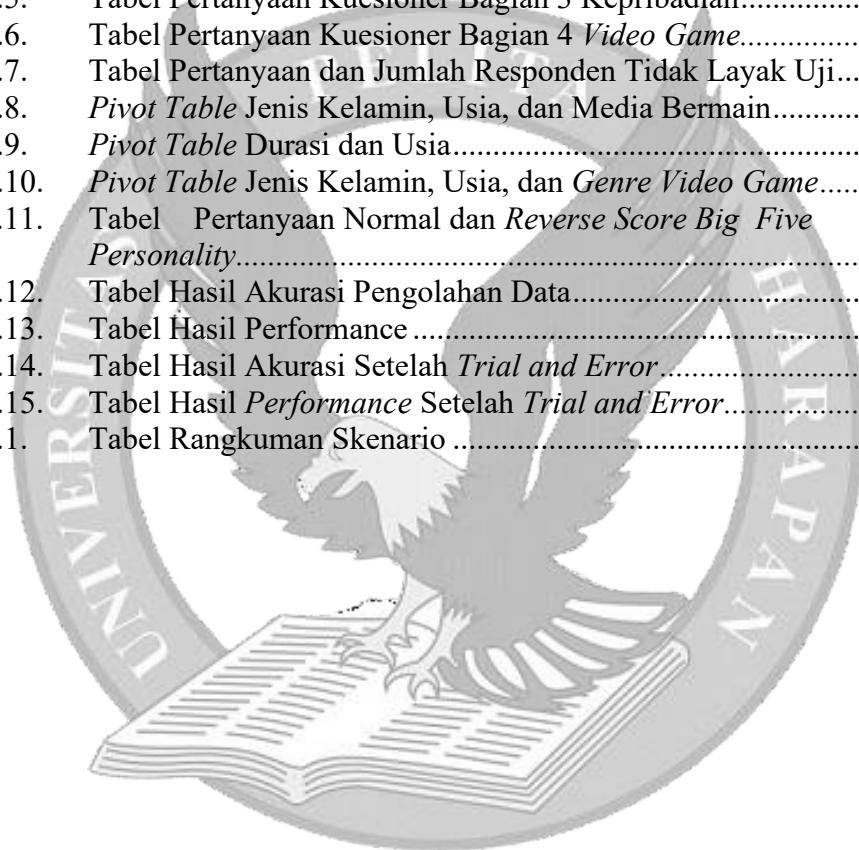 .5. Tabel Pertanyaan Kuesioner Bagian 3 Kepribadian..............
.6. Tabel Pertanyaan Kuesioner Bagian 4 Video Game..............
.7. Tabel Pertanyaan dan Jumlah Responden Tidak Layak Uji...
.8. Pivot Table Jenis Kelamin, Usia, dan Media Bermain...........
.9. Pivot Table Durasi dan Usia....................................................
.10. Pivot Table Jenis Kelamin, Usia, dan Genre Video Game.....
.11. Tabel Pertanyaan Normal dan Reverse Score Big Five
Personality................................................................................
.12. Tabel Hasil Akurasi Pengolahan Data.....................................
.13. Tabel Hasil Performance.........................................................
.14. Tabel Hasil Akurasi Setelah Trial and Error..........................
.15. Tabel Hasil Performance Setelah Trial and Error..................
.1. Tabel Rangkuman Skenario....................................................
UNIVERSITAS
PELITA
HARAPAN